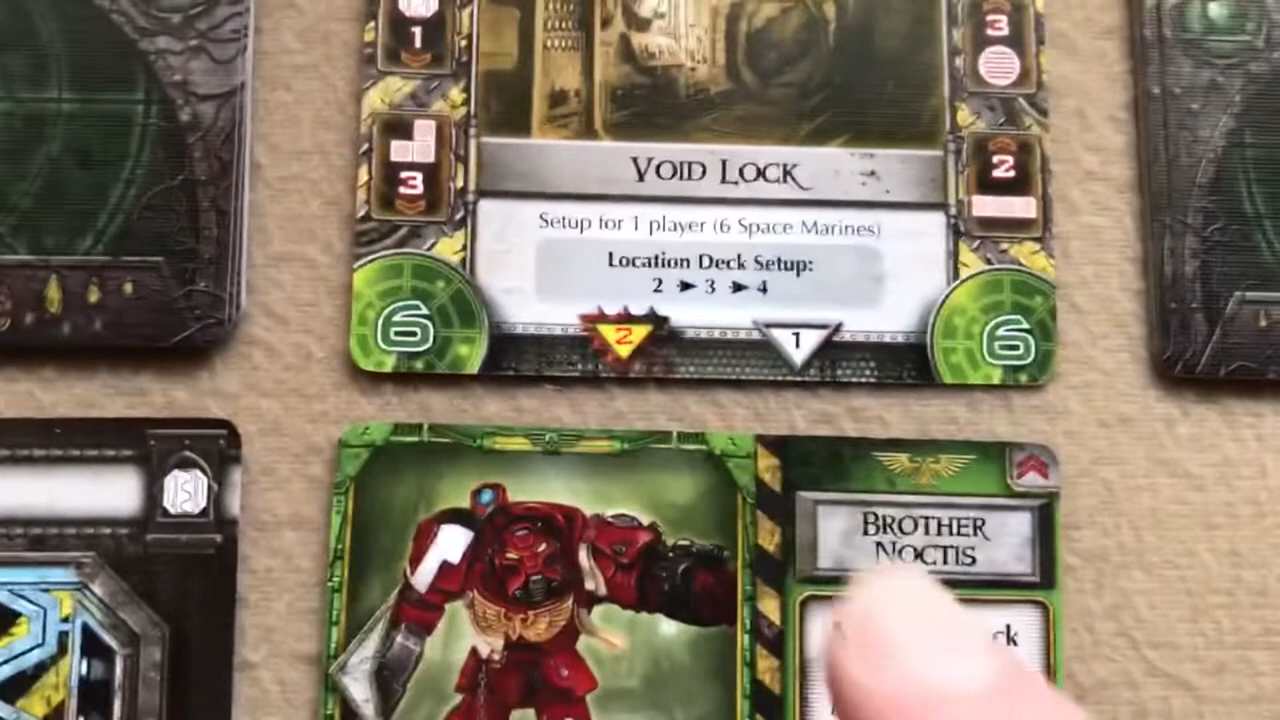 1
3
3
2
VOID LOCK
Setup for 1 player (6 Space Marines)
Location Deck Setup:
2 ▶ 3 ▶ 4
6
2
1
6
BROTHER
NOCTIS
ck